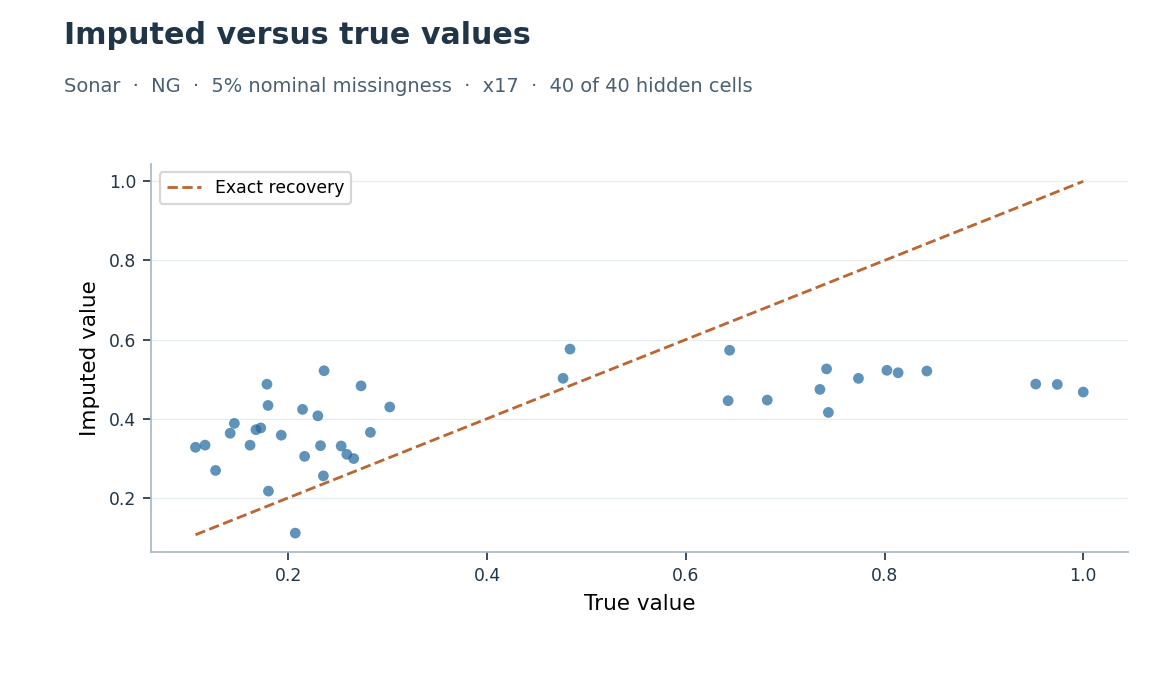 Imputed versus true values
Sonar · NG · 5% nominal missingness · x17 · 40 of 40 hidden cells
Exact recovery
1.0
0.8
0.6
0.4
0.2
Imputed value
0.2 0.4 0.6 0.8 1.0
True value